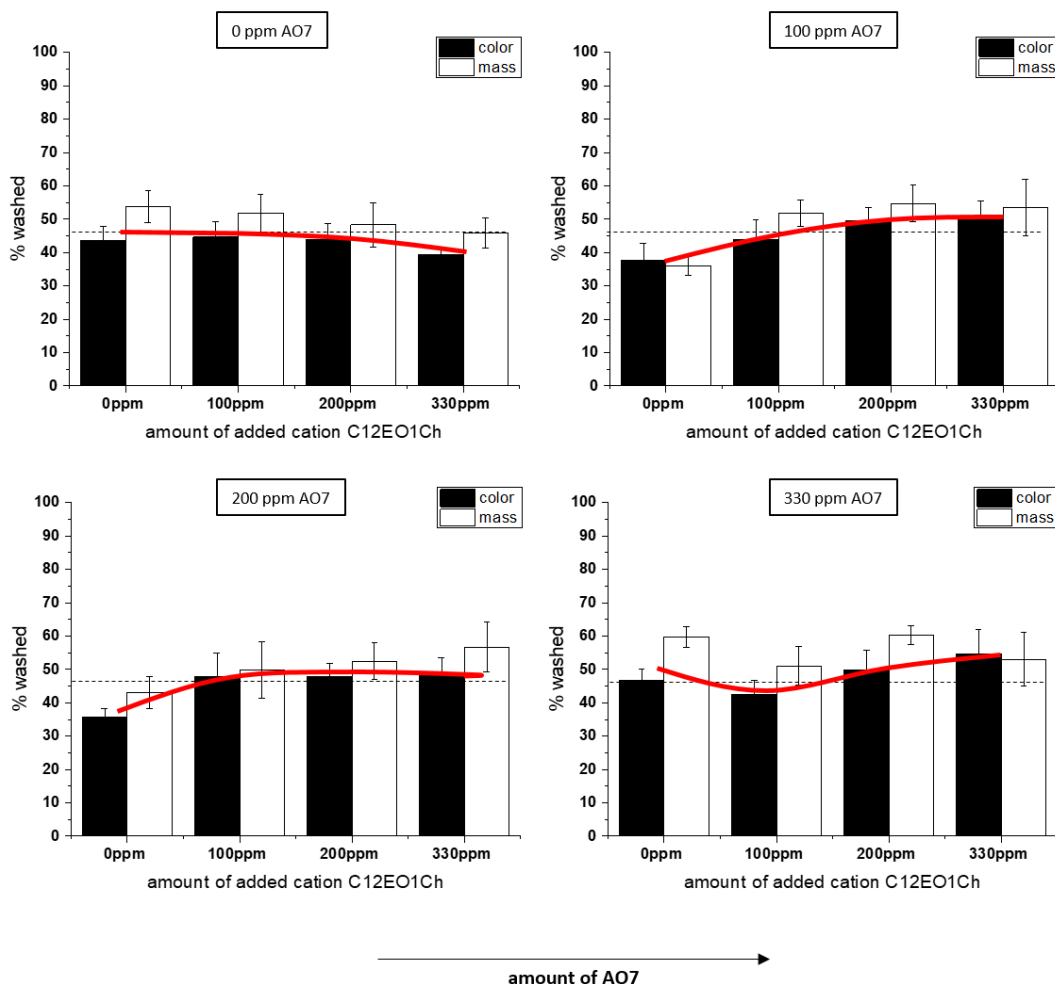 0 ppm AO7
color
mass
100
90
80
70
60
50
40
30
20
10
0
% washed
0ppm 100ppm 200ppm 330ppm
amount of added cation C12EO1Ch
100 ppm AO7
color
mass
100
90
80
70
60
50
40
30
20
10
0
% washed
0ppm 100ppm 200ppm 330ppm
amount of added cation C12EO1Ch
200 ppm AO7
color
mass
100
90
80
70
60
50
40
30
20
10
0
% washed
0ppm 100ppm 200ppm 330ppm
amount of added cation C12EO1Ch
330 ppm AO7
color
mass
100
90
80
70
60
50
40
30
20
10
0
% washed
0ppm 100ppm 200ppm 330ppm
amount of added cation C12EO1Ch
amount of AO7